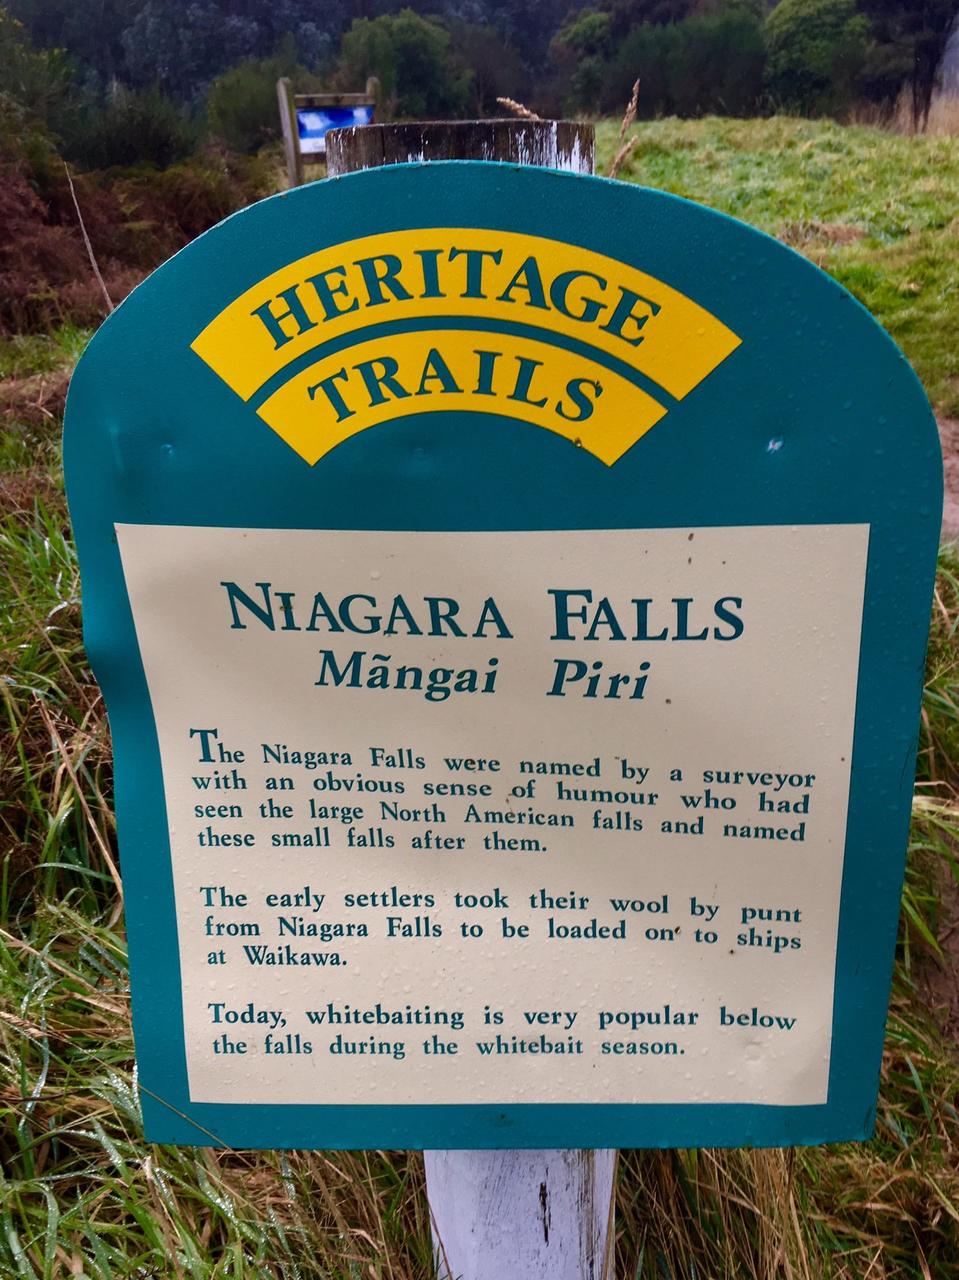 HERITAGE
TRAILS
NIAGARA FALLS
Mãngai Piri
The Niagara Falls were named by a surveyor
with an obvious sense of humour who had
seen the large North American falls and named
these small falls after them.
The early settlers took their wool by punt
from Niagara Falls to be loaded on to ships
at Waikawa.
Today, whitebaiting is very popular below
the falls during the whitebait season.